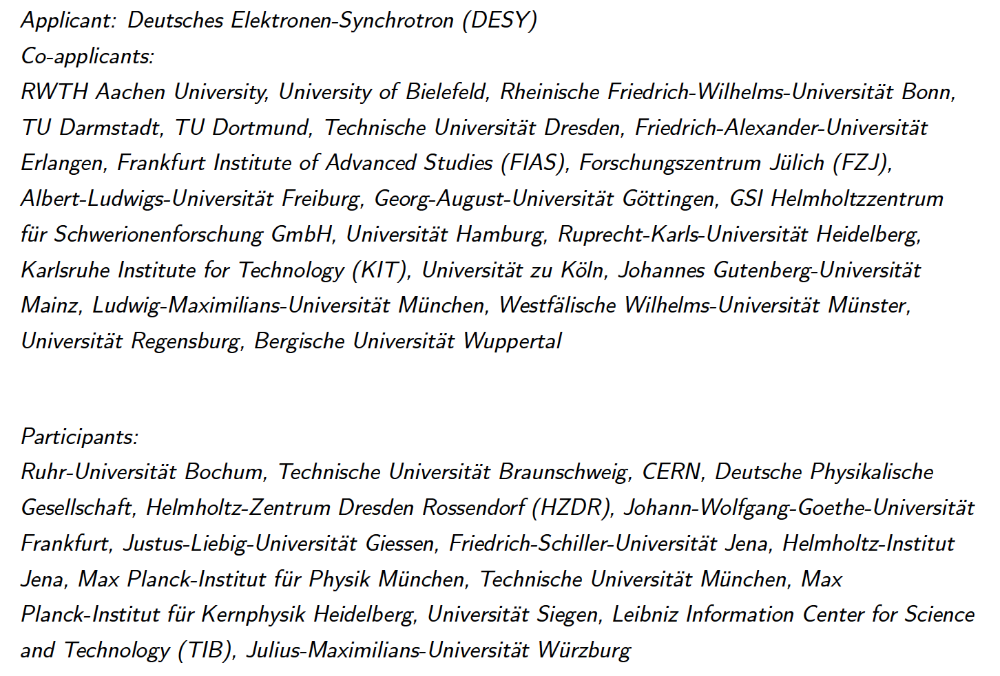 Applicant: Deutsches Elektronen-Synchrotron (DESY)
Co-applicants:
RWTH Aachen University, University of Bielefeld, Rheinische Friedrich-Wilhelms-Universität Bonn,
TU Darmstadt, TU Dortmund, Technische Universität Dresden, Friedrich-Alexander-Universität
Erlangen, Frankfurt Institute of Advanced Studies (FIAS), Forschungszentrum Jülich (FZJ),
Albert-Ludwigs-Universität Freiburg, Georg-August-Universität Göttingen, GSI Helmholtzzentrum
für Schwerionenforschung GmbH, Universität Hamburg, Ruprecht-Karls-Universität Heidelberg,
Karlsruhe Institute for Technology (KIT), Universität zu Köln, Johannes Gutenberg-Universität
Mainz, Ludwig-Maximilians-Universität München, Westfälische Wilhelms-Universität Münster,
Universität Regensburg, Bergische Universität Wuppertal
Participants:
Ruhr-Universität Bochum, Technische Universität Braunschweig, CERN, Deutsche Physikalische
Gesellschaft, Helmholtz-Zentrum Dresden Rossendorf (HZDR), Johann-Wolfgang-Goethe-Universität
Frankfurt, Justus-Liebig-Universität Giessen, Friedrich-Schiller-Universität Jena, Helmholtz-Institut
Jena, Max Planck-Institut für Physik München, Technische Universität München, Max
Planck-Institut für Kernphysik Heidelberg, Universität Siegen, Leibniz Information Center for Science
and Technology (TIB), Julius-Maximilians-Universität Würzburg